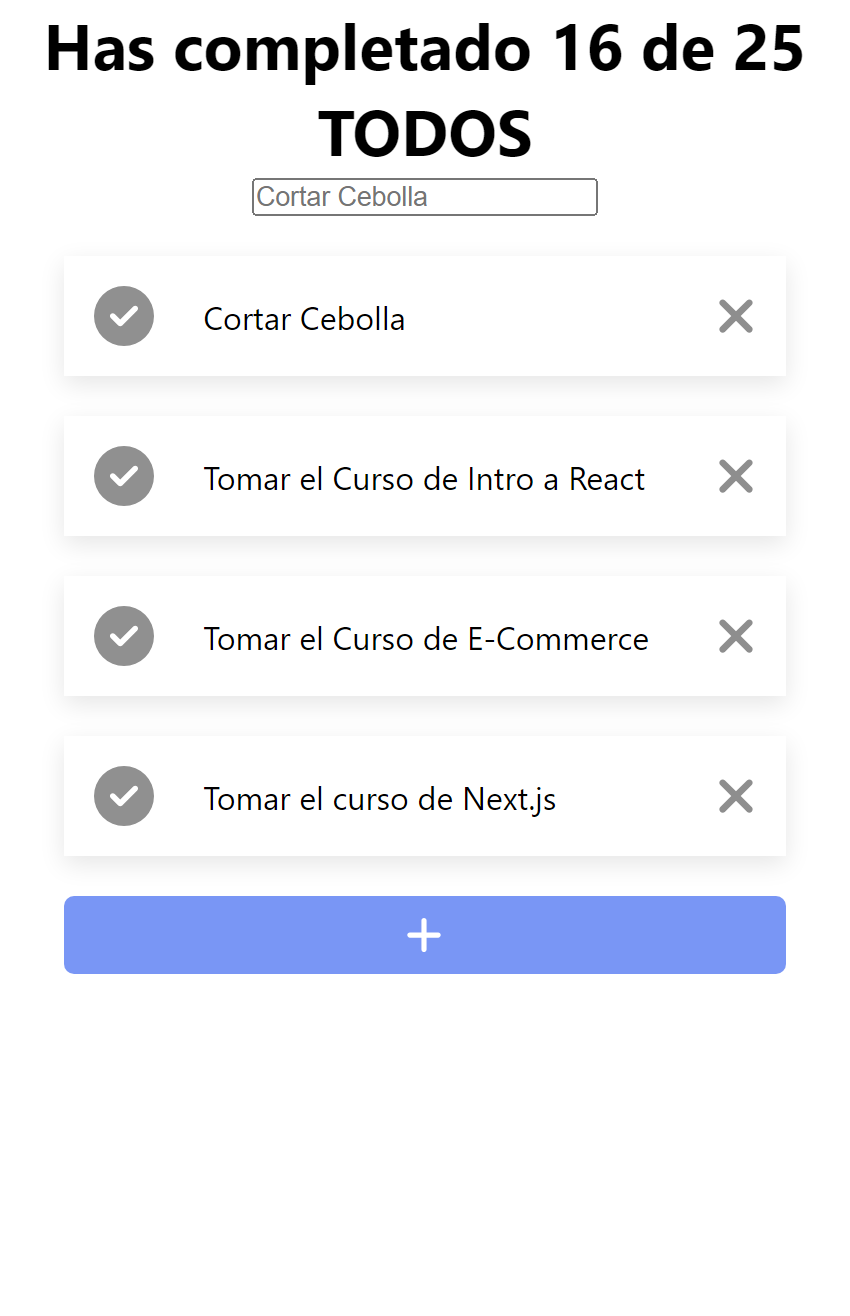 Has completado 16 de 25
TODOS
Cortar Cebolla
Cortar Cebolla
Tomar el Curso de Intro a React
Tomar el Curso de E-Commerce
Tomar el curso de Next.js